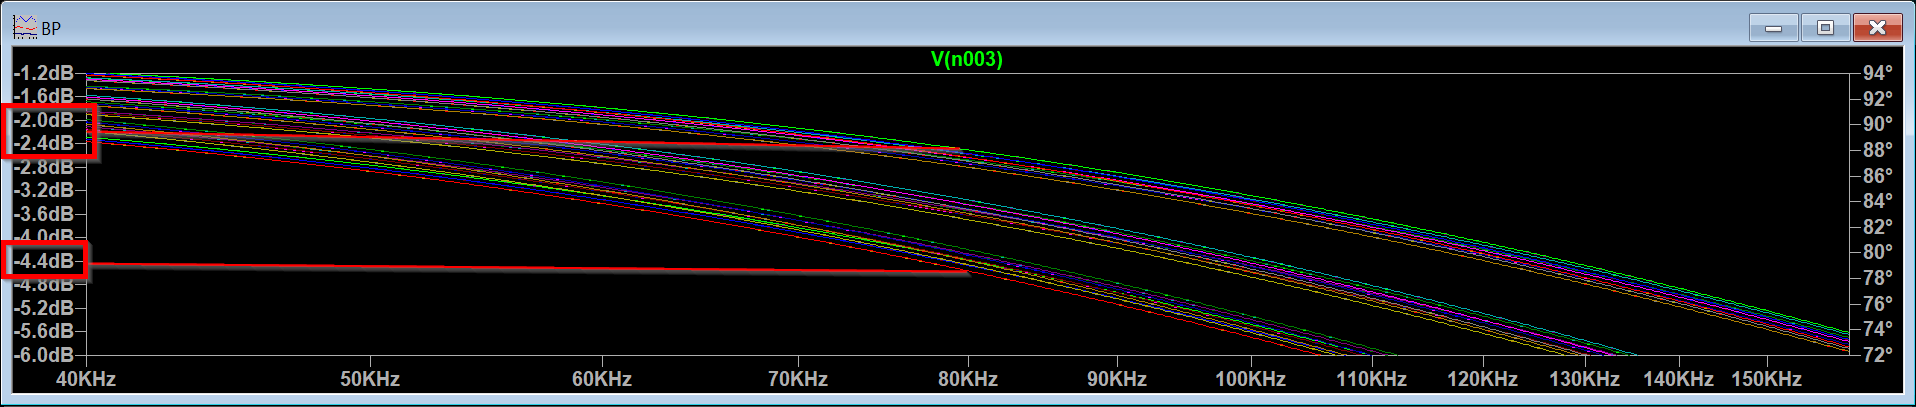 BP
V(n003)
-1.2dB
-1.6dB
-2.0dB
-2.4dB
-2.8dB
-3.2dB
-3.6dB
-4.0dB
-4.4dB
-4.8dB
-5.2dB
-5.6dB
-6.0dB
94°
92°
90°
88°
86°
84°
82°
80°
78°
76°
74°
72°
40KHz 50KHz 60KHz 70KHz 80KHz 90KHz 100KHz 110KHz 120KHz 130KHz 140KHz 150KHz